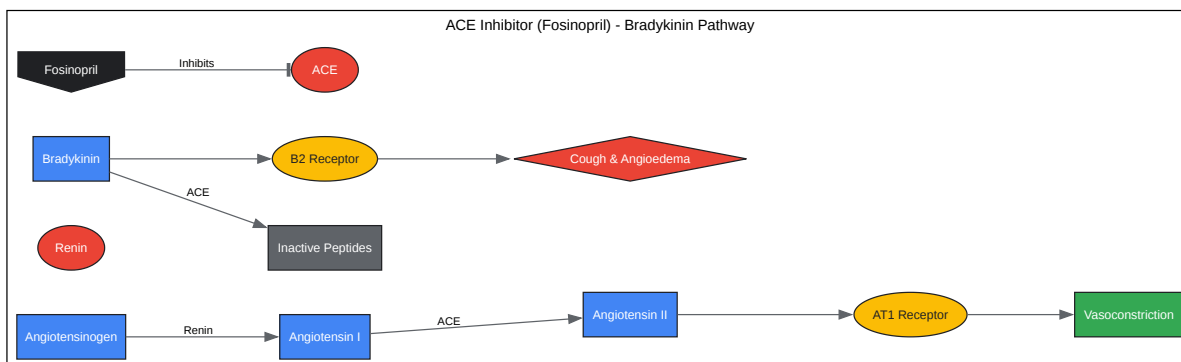 ACE Inhibitor (Fosinopril) - Bradykinin Pathway
Fosinopril
Inhibits
ACE
Bradykinin
B2 Receptor
Cough & Angioedema
ACE
Renin
Inactive Peptides
Angiotensinogen
Renin
Angiotensin I
ACE
Angiotensin II
AT1 Receptor
Vasoconstriction